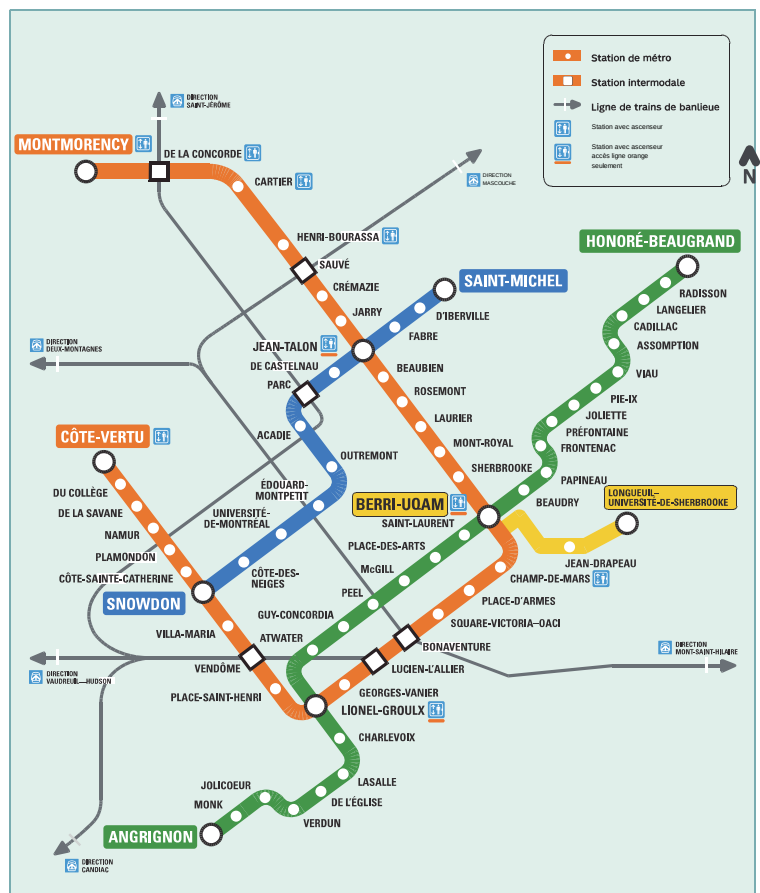 Station de métro
Station intermodale
Ligne de trains de banlieue
Station avec ascenseur
Station avec ascenseur
accès ligne orange
seulement
N
DIRECTION
SAINT-JÉRÔME
MONTMORENCY
DE LA CONCORDE
CARTIER
DIRECTION
MASCOUCHE
HENRI-BOURASSA
HONORÉ-BEAUGRAND
SAUVÉ
CRÉMAZIE
SAINT-MICHEL
RADISSON
LANGELIER
JARRY
D'IBERVILLE
CADILLAC
FABRE
DIRECTION
DEUX-MONTAGNES
JEAN-TALON
ASSOMPTION
DE CASTELNAU
BEAUBIEN
VIAU
PARC
ROSEMONT
PIE-IX
LAURIER
JOLIETTE
CÔTE-VERTU
ACADIE
PRÉFONTAINE
MONT-ROYAL
FRONTENAC
OUTREMONT
SHERBROOKE
PAPINEAU
DU COLLÈGE
ÉDOUARD-
MONTPETIT
BERRI-UQAM
BEAUDRY
LONGUEUIL–
UNIVERSITÉ-DE-SHERBROOKE
DE LA SAVANE
UNIVERSITÉ-
DE-MONTRÉAL
SAINT-LAURENT
NAMUR
PLACE-DES-ARTS
PLAMONDON
McGILL
JEAN-DRAPEAU
CÔTE-SAINTE-CATHERINE
CÔTE-DES-
NEIGES
CHAMP-DE-MARS
PEEL
SNOWDON
PLACE-D'ARMES
GUY-CONCORDIA
SQUARE-VICTORIA–OACI
VILLA-MARIA
ATWATER
BONAVENTURE
DIRECTION
MONT-SAINT-HILAIRE
VENDÔME
LUCIEN-L'ALLIER
DIRECTION
VAUDREUIL—HUDSON
PLACE-SAINT-HENRI
GEORGES-VANIER
LIONEL-GROULX
CHARLEVOIX
JOLICOEUR
LASALLE
MONK
DE L'ÉGLISE
VERDUN
ANGRIGNON
DIRECTION
CANDIAC